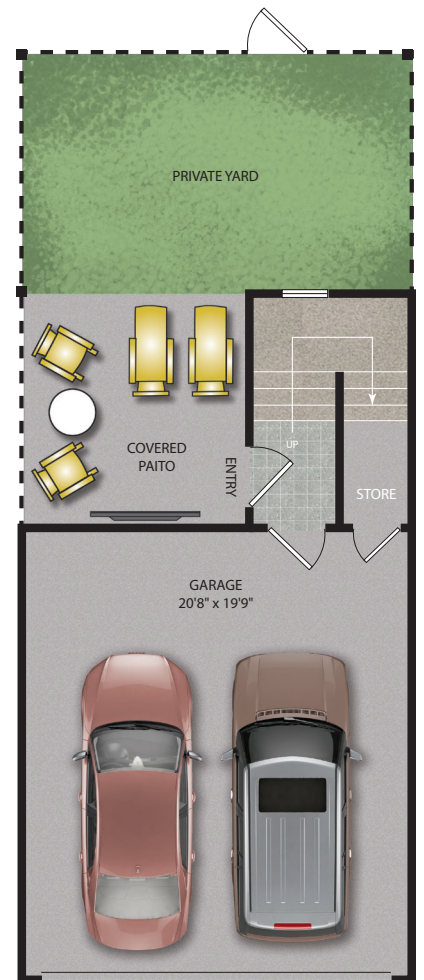 PRIVATE YARD
COVERED
PAITO
ENTRY
UP
STORE
GARAGE
20'8" x 19'9"